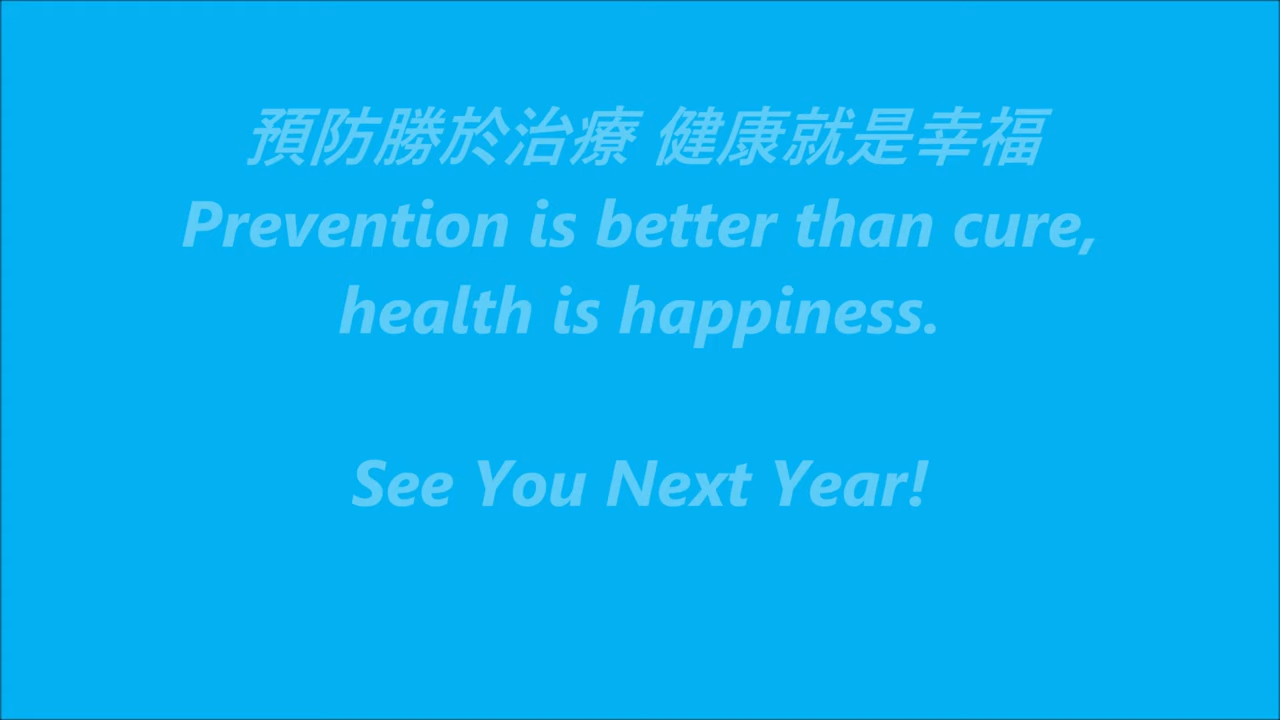 預防勝於治療 健康就是幸福
Prevention is better than cure,
health is happiness.
See You Next Year!